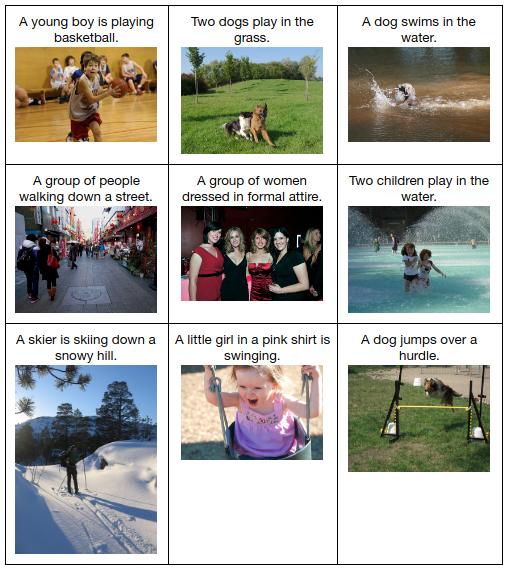 A young boy is playing
basketball.
Two dogs play in the
grass.
A dog swims in the
water.
A group of people
walking down a street.
A group of women
dressed in formal attire.
Two children play in the
water.
A skier is skiing down a
snowy hill.
A little girl in a pink shirt is
swinging.
A dog jumps over a
hurdle.